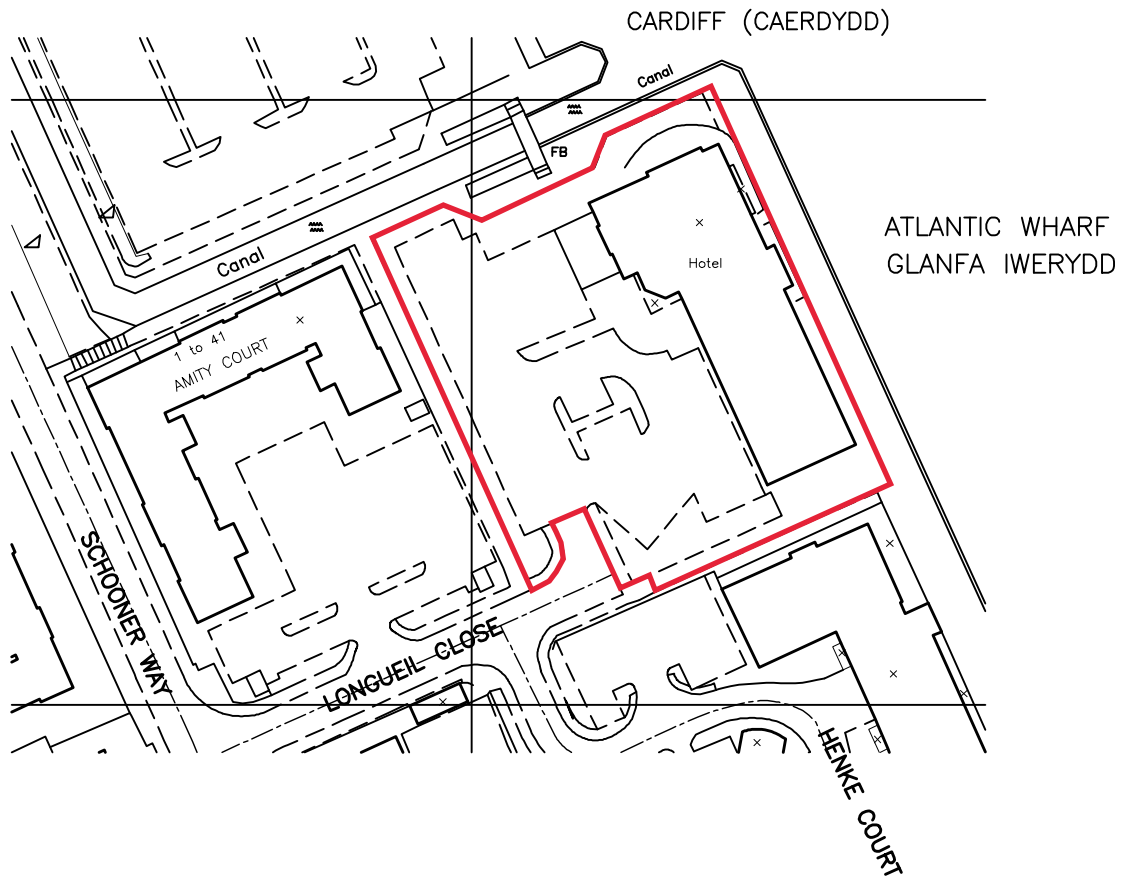 CARDIFF (CAERDYDD)
Canal
FB
ATLANTIC WHARF
GLANFA IWERYDD
Canal
Hotel
1 to 41
AMITY COURT
SCHOONER WAY
LONGUEIL CLOSE
HENKE COURT